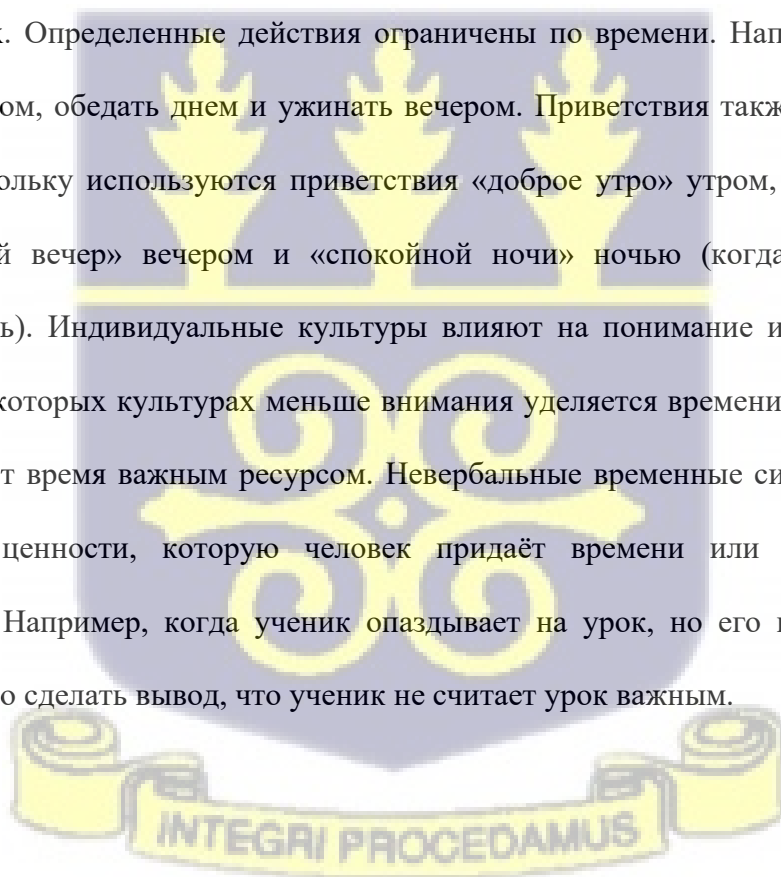 к. Определенные действия ограничены по времени. Нап
ом, обедать днем и ужинать вечером. Приветствия такж
ольку используются приветствия «доброе утро» утром,
й вечер» вечером и «спокойной ночи» ночью (когда
ь). Индивидуальные культуры влияют на понимание и
которых культурах меньше внимания уделяется времени
т время важным ресурсом. Невербальные временные си
ценности, которую человек придаёт времени или
Например, когда ученик опаздывает на урок, но его
о сделать вывод, что ученик не считает урок важным.
INTEGRI PROCEDAMUS